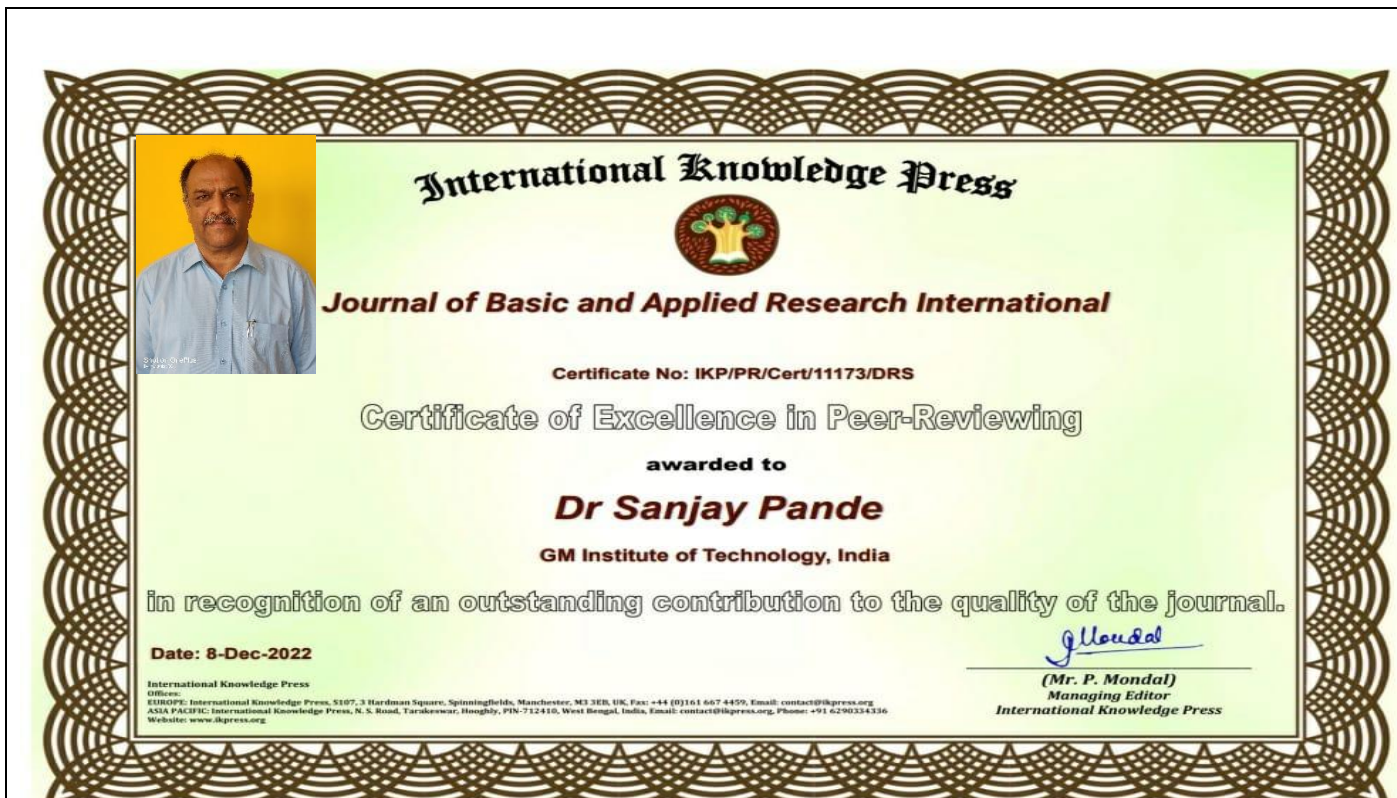 International Knowledge Press
Journal of Basic and Applied Research International
Certificate No: IKP/PR/Cert/11173/DRS
Certificate of Excellence in Peer-Reviewing
awarded to
Dr Sanjay Pande
GM Institute of Technology, India
in recognition of an outstanding contribution to the quality of the journal.
Date: 8-Dec-2022
International Knowledge Press
Offices:
EUROPE: International Knowledge Press, S107, 3 Hardman Square, Spinningfields, Manchester, M3 3EB, UK, Fax: +44 (0)161 667 4459, Email: contact@ikpress.org
ASIA PACIFIC: International Knowledge Press, N. S. Road, Tarakeswar, Hooghly, PIN-712410, West Bengal, India, Email: contact@ikpress.org, Phone: +91 6290334336
Website: www.ikpress.org
(Mr. P. Mondal)
Managing Editor
International Knowledge Press